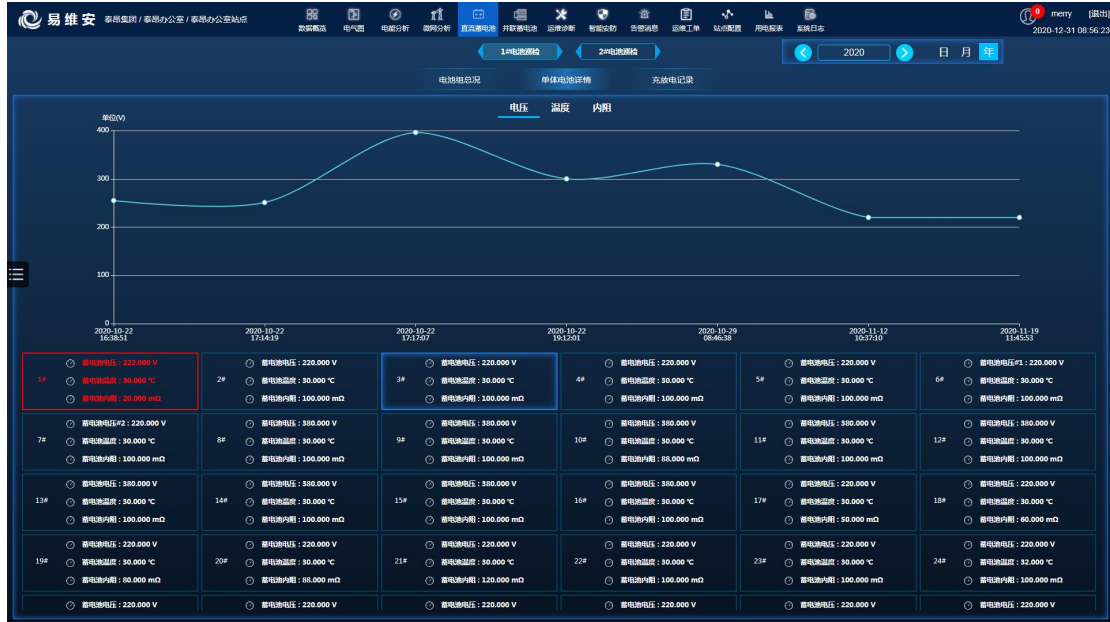 易维安 泰昂集团 / 泰昂办公室 / 泰昂办公室站点
数据概览 电气图 电能分析 微网分析 直流蓄电池 并联蓄电池 运维诊断 智能安防 告警消息 运维工单 站点配置 用电报表 系统日志
0 merry [退出]
2020-12-31 08:56:23
1#电池巡检 2#电池巡检 2020 日 月 年
电池组总况 单体电池详情 充放电记录
电压 温度 内阻
单位(V)
400
300
200
100
0
2020-10-22 2020-10-22 2020-10-22 2020-10-22 2020-10-29 2020-11-12 2020-11-19
16:38:51 17:14:19 17:17:07 19:12:01 08:46:38 10:37:10 11:45:53
蓄电池电压 : 222.000 V 蓄电池电压 : 220.000 V 蓄电池电压 : 220.000 V 蓄电池电压 : 220.000 V 蓄电池电压 : 220.000 V 蓄电池电压#1 : 220.000 V
1# 蓄电池温度 : 30.000 ℃ 2# 蓄电池温度 : 30.000 ℃ 3# 蓄电池温度 : 30.000 ℃ 4# 蓄电池温度 : 30.000 ℃ 5# 蓄电池温度 : 30.000 ℃ 6# 蓄电池温度 : 30.000 ℃
蓄电池内阻 : 20.000 mΩ 蓄电池内阻 : 100.000 mΩ 蓄电池内阻 : 100.000 mΩ 蓄电池内阻 : 100.000 mΩ 蓄电池内阻 : 100.000 mΩ 蓄电池内阻 : 100.000 mΩ
蓄电池电压#2 : 220.000 V 蓄电池电压 : 380.000 V 蓄电池电压 : 380.000 V 蓄电池电压 : 380.000 V 蓄电池电压 : 380.000 V 蓄电池电压 : 380.000 V
7# 蓄电池温度 : 30.000 ℃ 8# 蓄电池温度 : 30.000 ℃ 9# 蓄电池温度 : 30.000 ℃ 10# 蓄电池温度 : 30.000 ℃ 11# 蓄电池温度 : 30.000 ℃ 12# 蓄电池温度 : 30.000 ℃
蓄电池内阻 : 100.000 mΩ 蓄电池内阻 : 100.000 mΩ 蓄电池内阻 : 100.000 mΩ 蓄电池内阻 : 88.000 mΩ 蓄电池内阻 : 100.000 mΩ 蓄电池内阻 : 100.000 mΩ
蓄电池电压 : 380.000 V 蓄电池电压 : 380.000 V 蓄电池电压 : 380.000 V 蓄电池电压 : 380.000 V 蓄电池电压 : 220.000 V 蓄电池电压 : 220.000 V
13# 蓄电池温度 : 30.000 ℃ 14# 蓄电池温度 : 30.000 ℃ 15# 蓄电池温度 : 30.000 ℃ 16# 蓄电池温度 : 30.000 ℃ 17# 蓄电池温度 : 30.000 ℃ 18# 蓄电池温度 : 30.000 ℃
蓄电池内阻 : 100.000 mΩ 蓄电池内阻 : 100.000 mΩ 蓄电池内阻 : 100.000 mΩ 蓄电池内阻 : 100.000 mΩ 蓄电池内阻 : 50.000 mΩ 蓄电池内阻 : 60.000 mΩ
蓄电池电压 : 220.000 V 蓄电池电压 : 220.000 V 蓄电池电压 : 220.000 V 蓄电池电压 : 220.000 V 蓄电池电压 : 220.000 V 蓄电池电压 : 220.000 V
19# 蓄电池温度 : 30.000 ℃ 20# 蓄电池温度 : 30.000 ℃ 21# 蓄电池温度 : 30.000 ℃ 22# 蓄电池温度 : 30.000 ℃ 23# 蓄电池温度 : 30.000 ℃ 24# 蓄电池温度 : 32.000 ℃
蓄电池内阻 : 80.000 mΩ 蓄电池内阻 : 88.000 mΩ 蓄电池内阻 : 120.000 mΩ 蓄电池内阻 : 100.000 mΩ 蓄电池内阻 : 100.000 mΩ 蓄电池内阻 : 100.000 mΩ
蓄电池电压 : 220.000 V 蓄电池电压 : 220.000 V 蓄电池电压 : 220.000 V 蓄电池电压 : 220.000 V 蓄电池电压 : 220.000 V 蓄电池电压 : 220.000 V